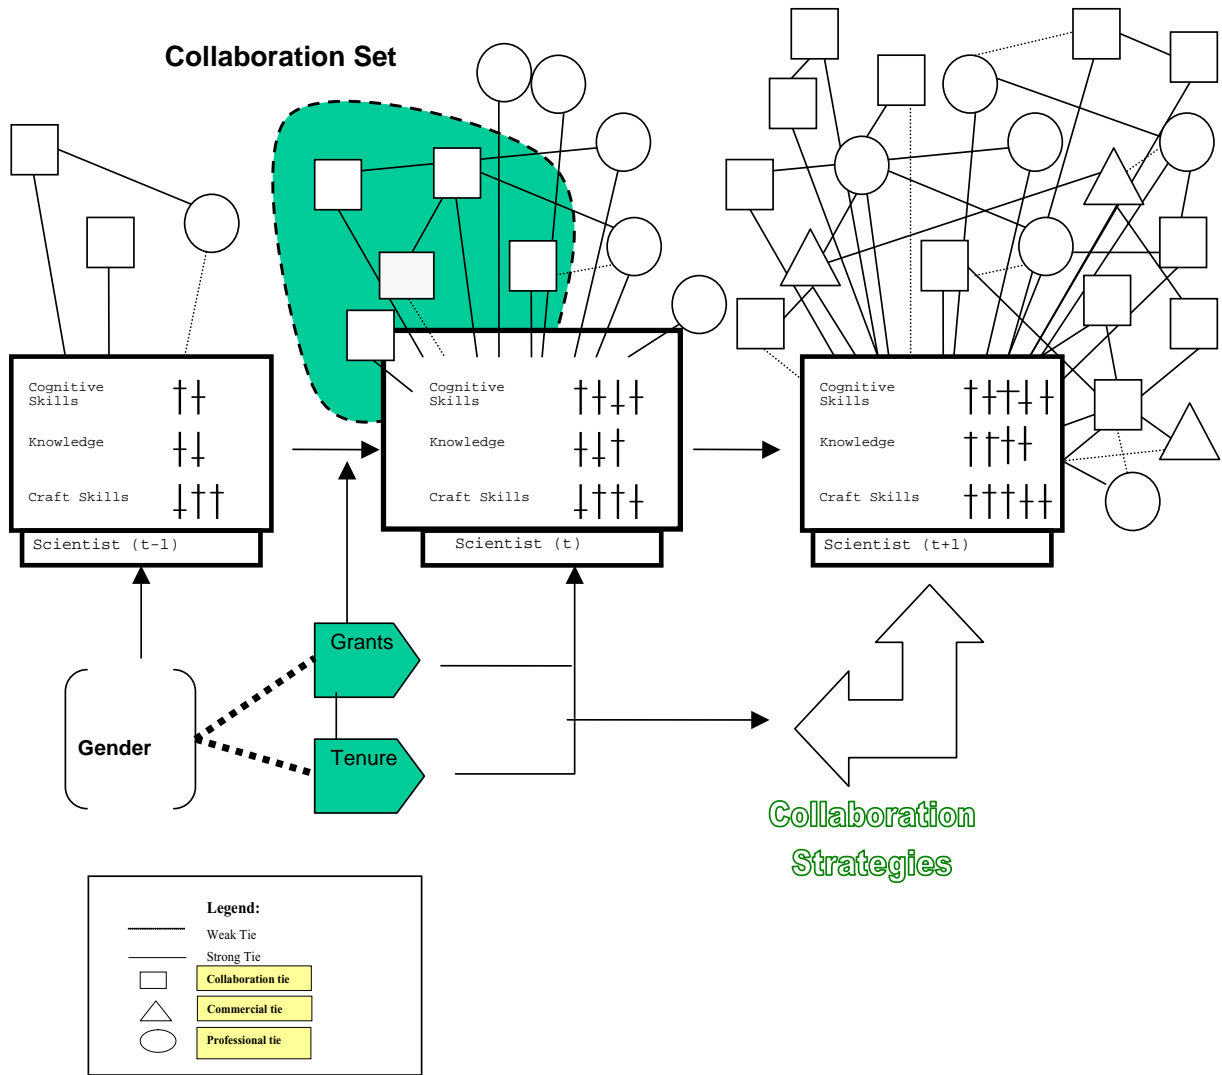 Collaboration Set
Cognitive
Skills
Knowledge
Craft Skills
Scientist (t-1)
Cognitive
Skills
Knowledge
Craft Skills
Scientist (t)
Cognitive
Skills
Knowledge
Craft Skills
Scientist (t+1)
Grants
Gender
Tenure
Collaboration
Strategies
Legend:
Weak Tie
Strong Tie
Collaboration tie
Commercial tie
Professional tie